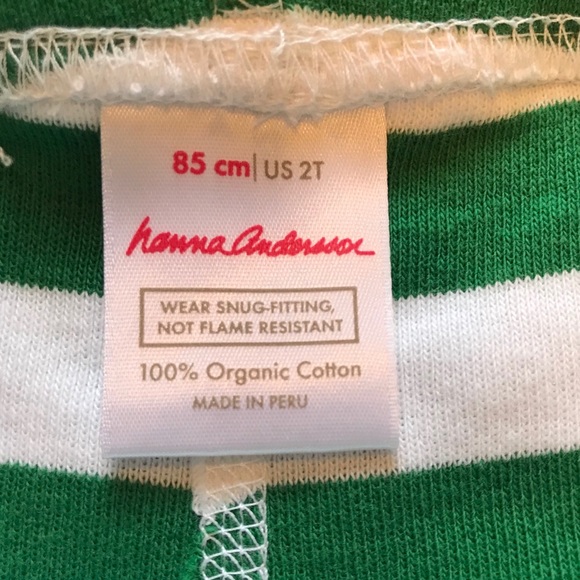 85 cm | US 2T
hanna andersson
WEAR SNUG-FITTING,
NOT FLAME RESISTANT
100% Organic Cotton
MADE IN PERU